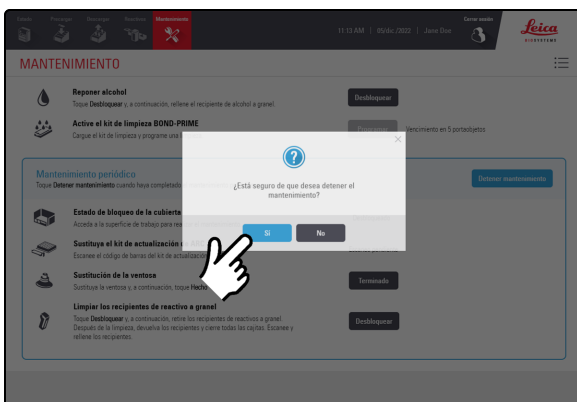 Estado
Precargar
Descargar
Reactivos
Mantenimiento
11:13 AM | 05/dic./2022 | Jane Doe
Cerrar sesión
Leica
BIOSYSTEMS
MANTENIMIENTO
Reponer alcohol
Toque Desbloquear y, a continuación, rellene el recipiente de alcohol a granel.
Desbloquear
Active el kit de limpieza BOND-PRIME
Cargue el kit de limpieza y programe una
Programar
Vencimiento en 5 portaobjetos
¿Está seguro de que desea detener el
mantenimiento?
Sí
No
Mantenimiento periódico
Toque Detener mantenimiento cuando haya completado
Detener mantenimiento
Estado de bloqueo de la cubierta
Acceda a la superficie de trabajo para
Sustituya el kit de actualización de ARC
Escanee el código de barras del kit de actualización
Sustitución de la ventosa
Sustituya la ventosa y, a continuación, toque Hecho
Terminado
Limpiar los recipientes de reactivo a granel
Toque Desbloquear y, a continuación, retire los recipientes de reactivos a granel.
Después de la limpieza, devuelva los recipientes y cierre todas las cajitas. Escanee y
rellene los recipientes.
Desbloquear